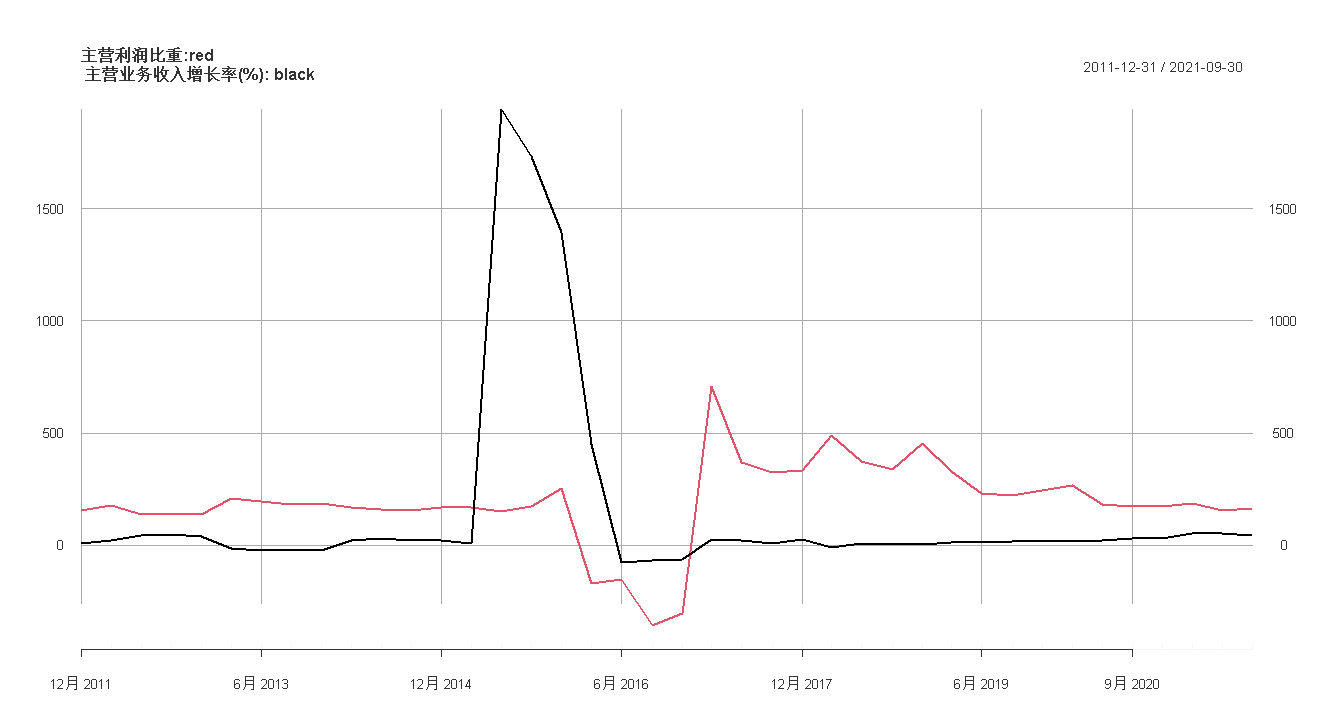 主营利润比重:red
主营业务收入增长率(%): black
2011-12-31 / 2021-09-30
1500
1500
1000
1000
500
500
0
0
12月 2011
6月 2013
12月 2014
6月 2016
12月 2017
6月 2019
9月 2020